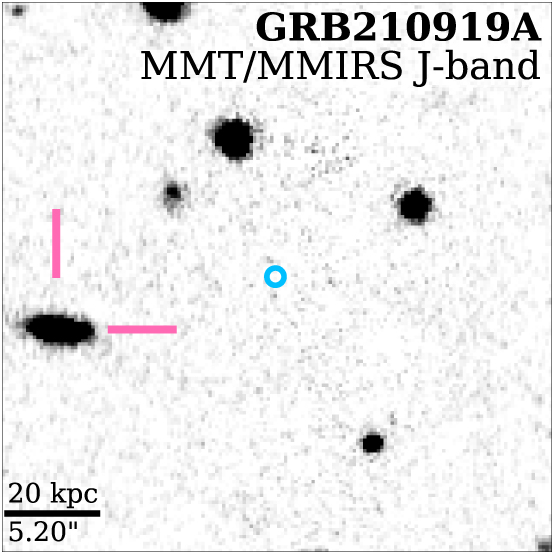 GRB210919A
MMT/MMIRS J-band
20 kpc
5.20"